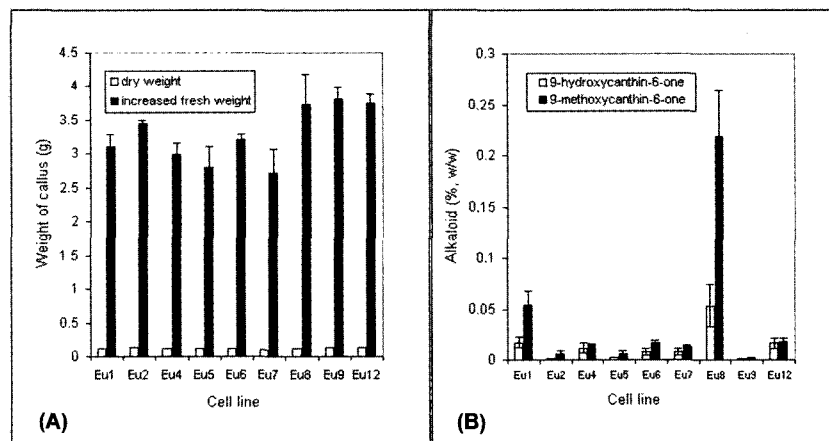 4.5
4
3.5
3
2.5
2
1.5
1
0.5
0
Weight of callus (g)
dry weight
increased fresh weight
Eu1 Eu2 Eu4 Eu5 Eu6 Eu7 Eu8 Eu9 Eu12
Cell line
(A)
0.3
0.25
0.2
0.15
0.1
0.05
0
Alkaloid (%, w/w)
9-hydroxycanthin-6-one
9-methoxycanthin-6-one
Eu1 Eu2 Eu4 Eu5 Eu6 Eu7 Eu8 Eu9 Eu12
Cell line
(B)